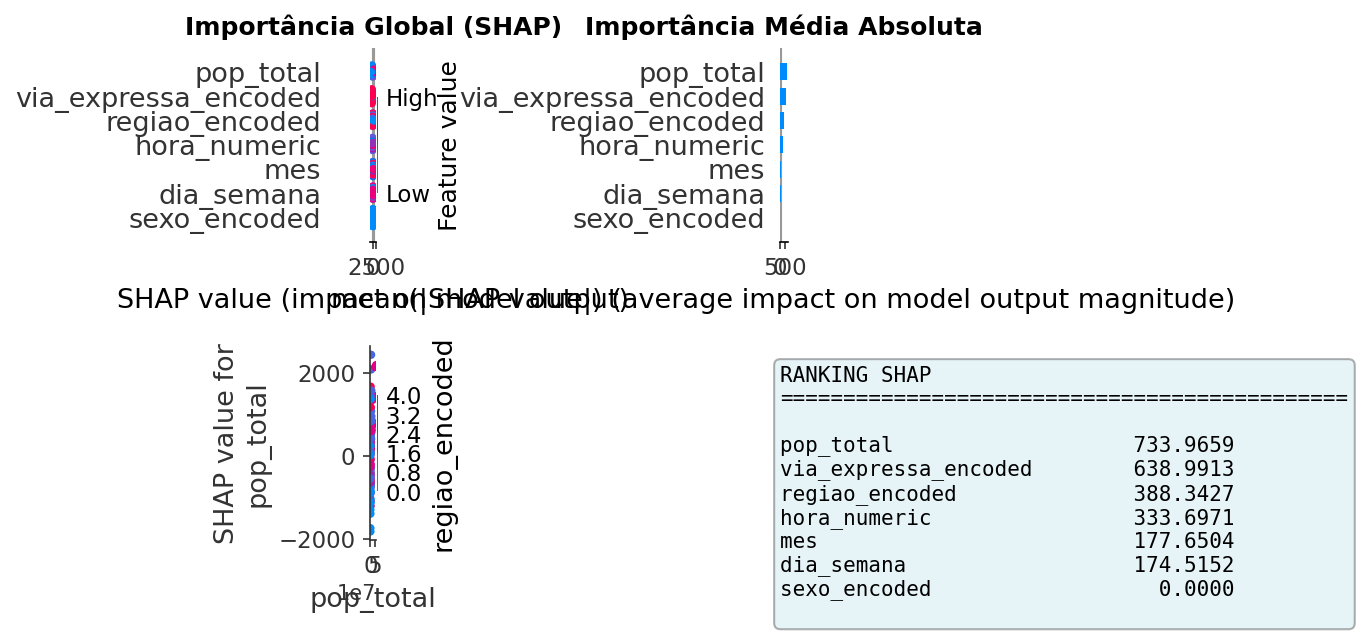 Importância Global (SHAP)
pop_total
via_expressa_encoded
regiao_encoded
hora_numeric
mes
dia_semana
sexo_encoded
High
Low
Feature value
0
2500
SHAP value (impact on model output)
Importância Média Absoluta
pop_total
via_expressa_encoded
regiao_encoded
hora_numeric
mes
dia_semana
sexo_encoded
0
500
mean(|SHAP value|) (average impact on model output magnitude)
SHAP value for
pop_total
2000
0
−2000
0
5
1e7
pop_total
4.0
3.2
2.4
1.6
0.8
0.0
regiao_encoded
RANKING SHAP
=============================================
pop_total 733.9659
via_expressa_encoded 638.9913
regiao_encoded 388.3427
hora_numeric 333.6971
mes 177.6504
dia_semana 174.5152
sexo_encoded 0.0000